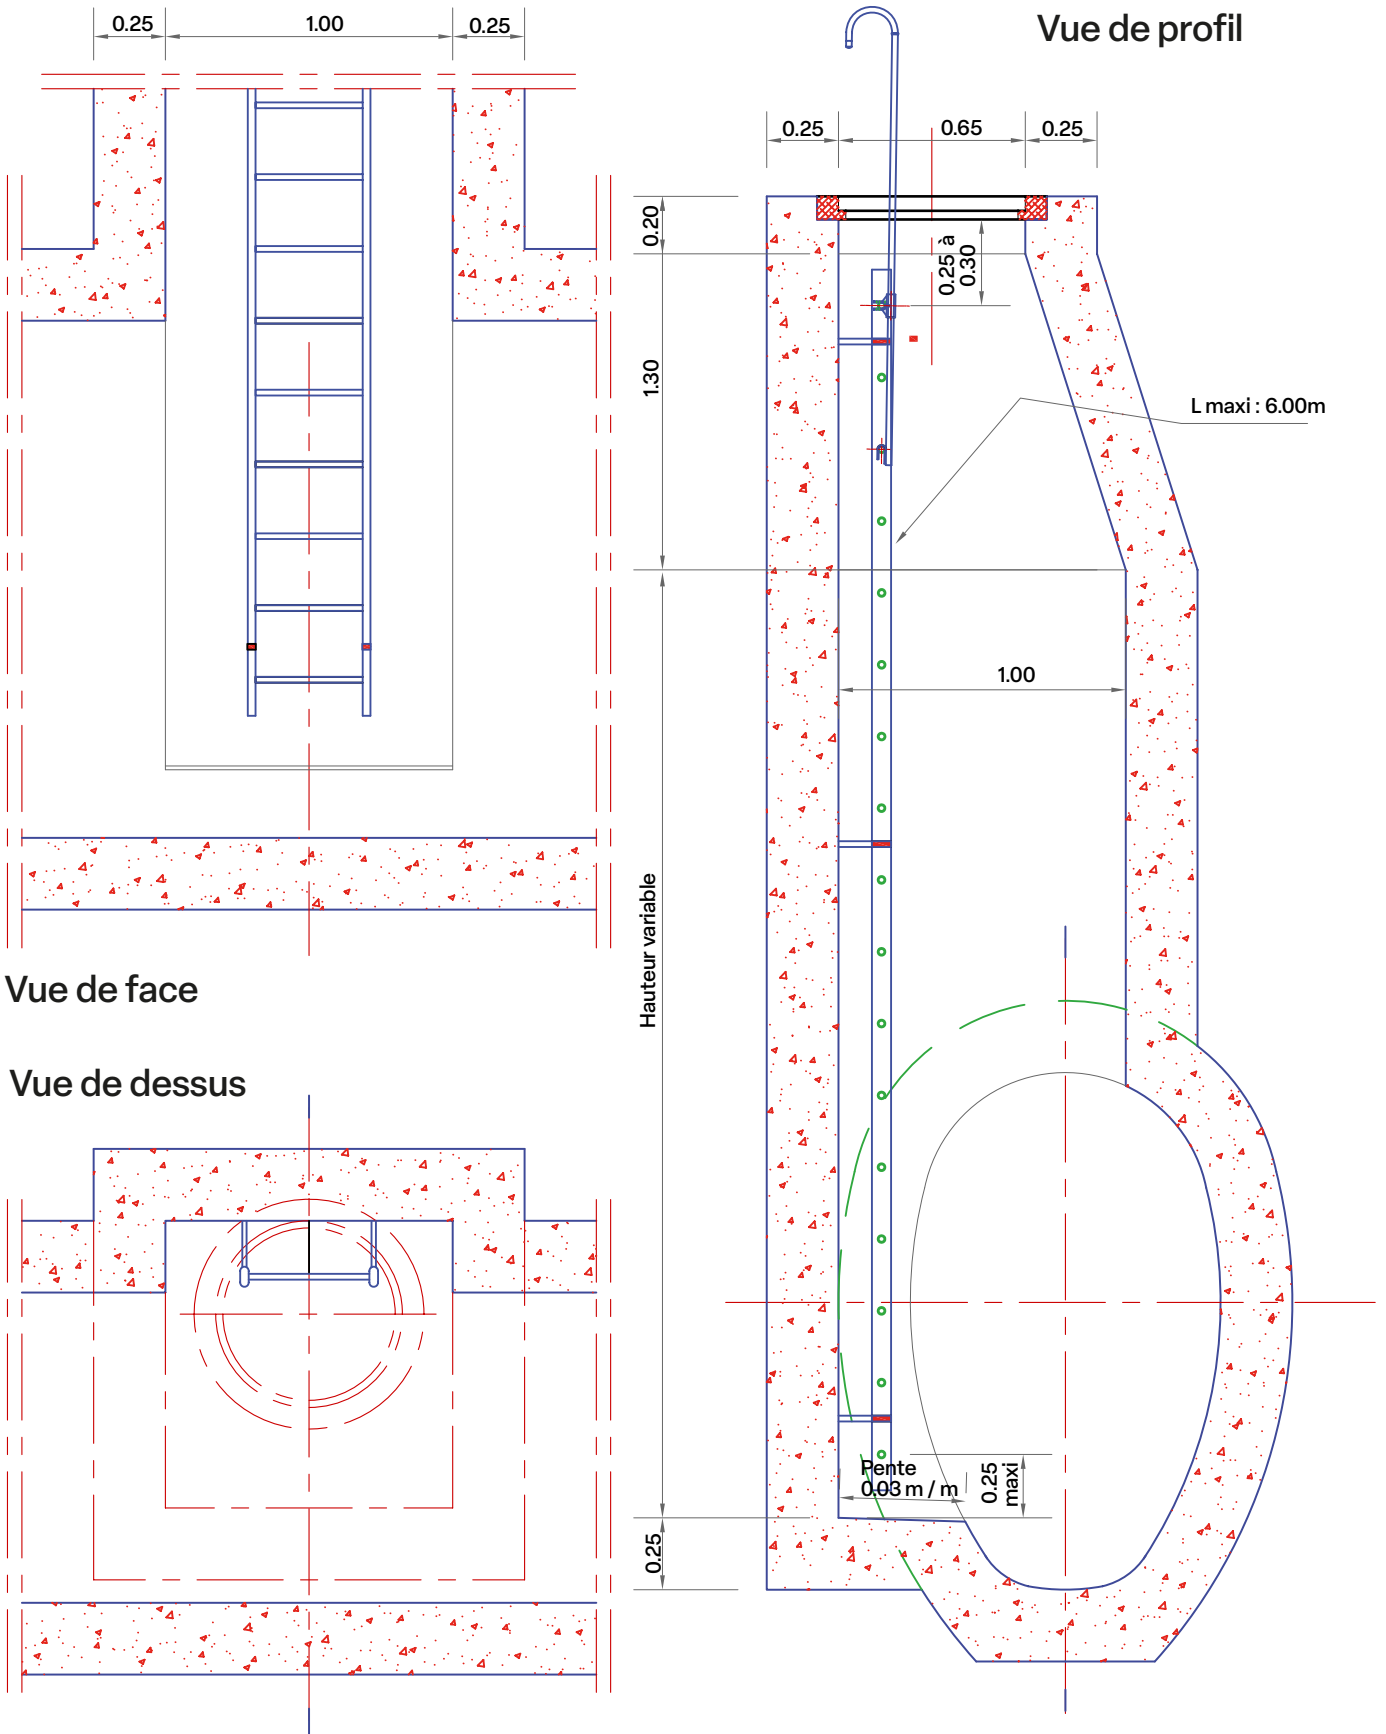 0.25
1.00
0.25
Vue de profil
0.25
0.65
0.25
0.20
0.25 à
0.30
1.30
L maxi : 6.00m
1.00
Hauteur variable
Vue de face
Vue de dessus
Pente
0.03 m / m
0.25
maxi
0.25